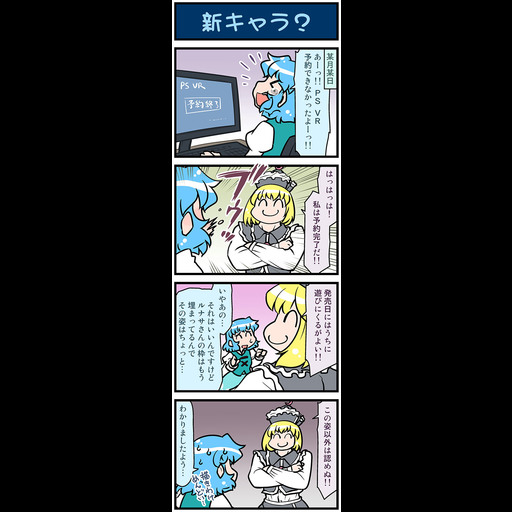 新キャラ?
某月某日
あーっ!!PS VR
予約できなかったよーっ!!
PS VR
予約終了
はっはっは!
私は予約完了だ!!
ブゥッ
発売日にはうちに
遊びにくるがよい!!
いやあの…
それはいいんですけど
ルナサさんの枠はもう
埋まってるんで
その姿はちょっと…
この姿以外は認めぬ!!
わかりましたよう…